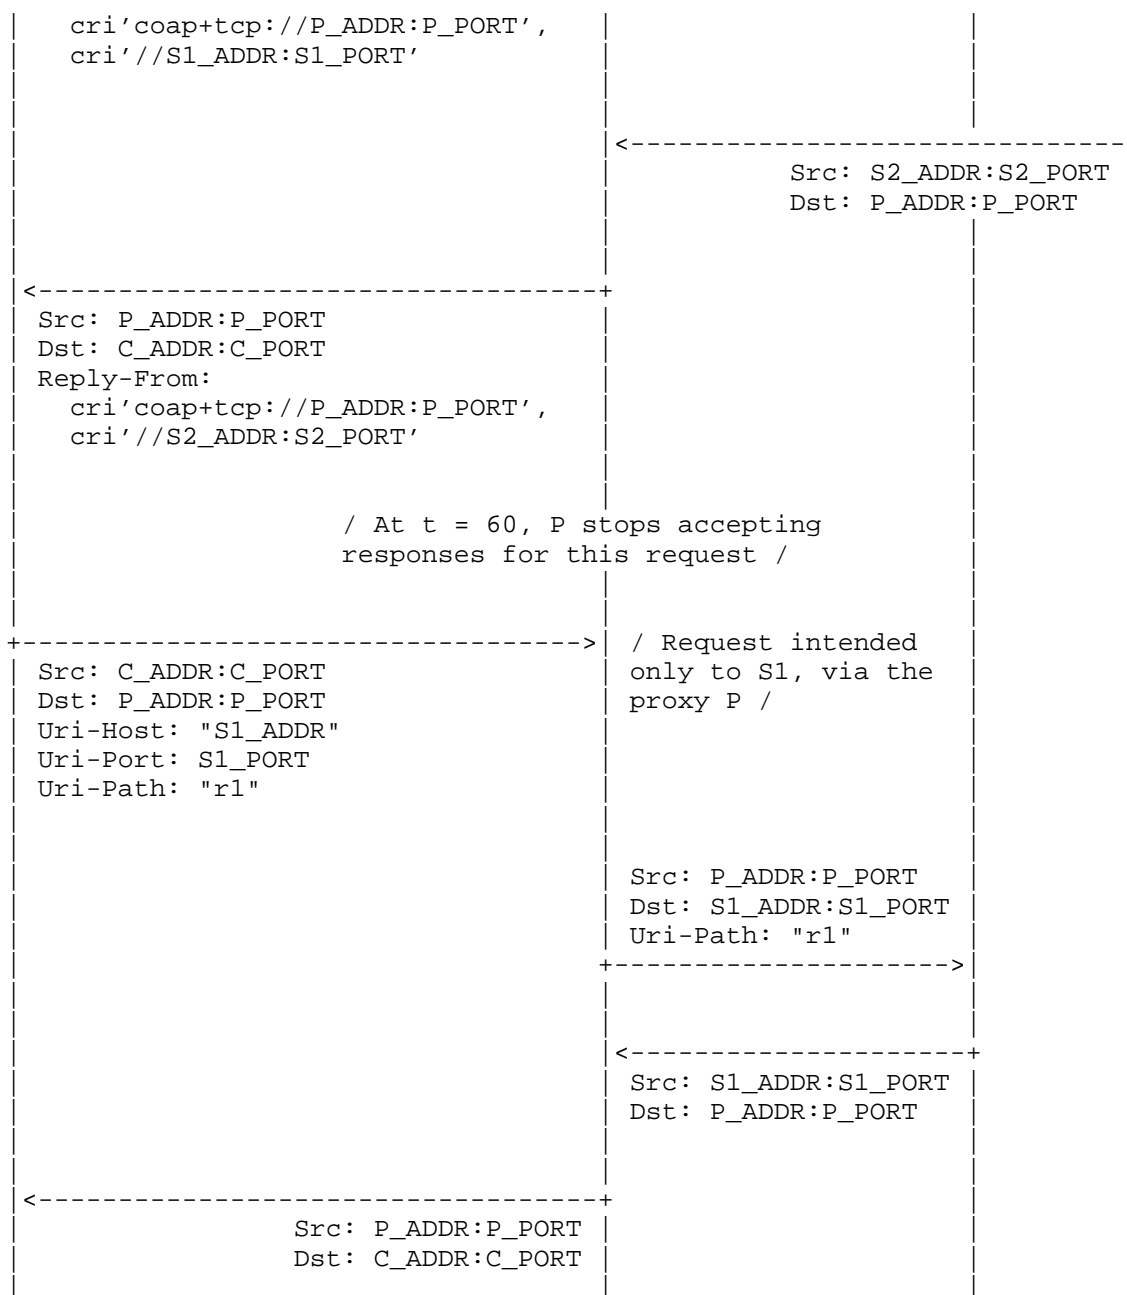 cri'coap+tcp://P_ADDR:P_PORT',
cri'//S1_ADDR:S1_PORT'
Src: S2_ADDR:S2_PORT
Dst: P_ADDR:P_PORT
Src: P_ADDR:P_PORT
Dst: C_ADDR:C_PORT
Reply-From:
cri'coap+tcp://P_ADDR:P_PORT',
cri'//S2_ADDR:S2_PORT'
/ At t = 60, P stops accepting
responses for this request /
/ Request intended
Src: C_ADDR:C_PORT only to S1, via the
Dst: P_ADDR:P_PORT proxy P /
Uri-Host: "S1_ADDR"
Uri-Port: S1_PORT
Uri-Path: "r1"
Src: P_ADDR:P_PORT
Dst: S1_ADDR:S1_PORT
Uri-Path: "r1"
Src: S1_ADDR:S1_PORT
Dst: P_ADDR:P_PORT
Src: P_ADDR:P_PORT
Dst: C_ADDR:C_PORT